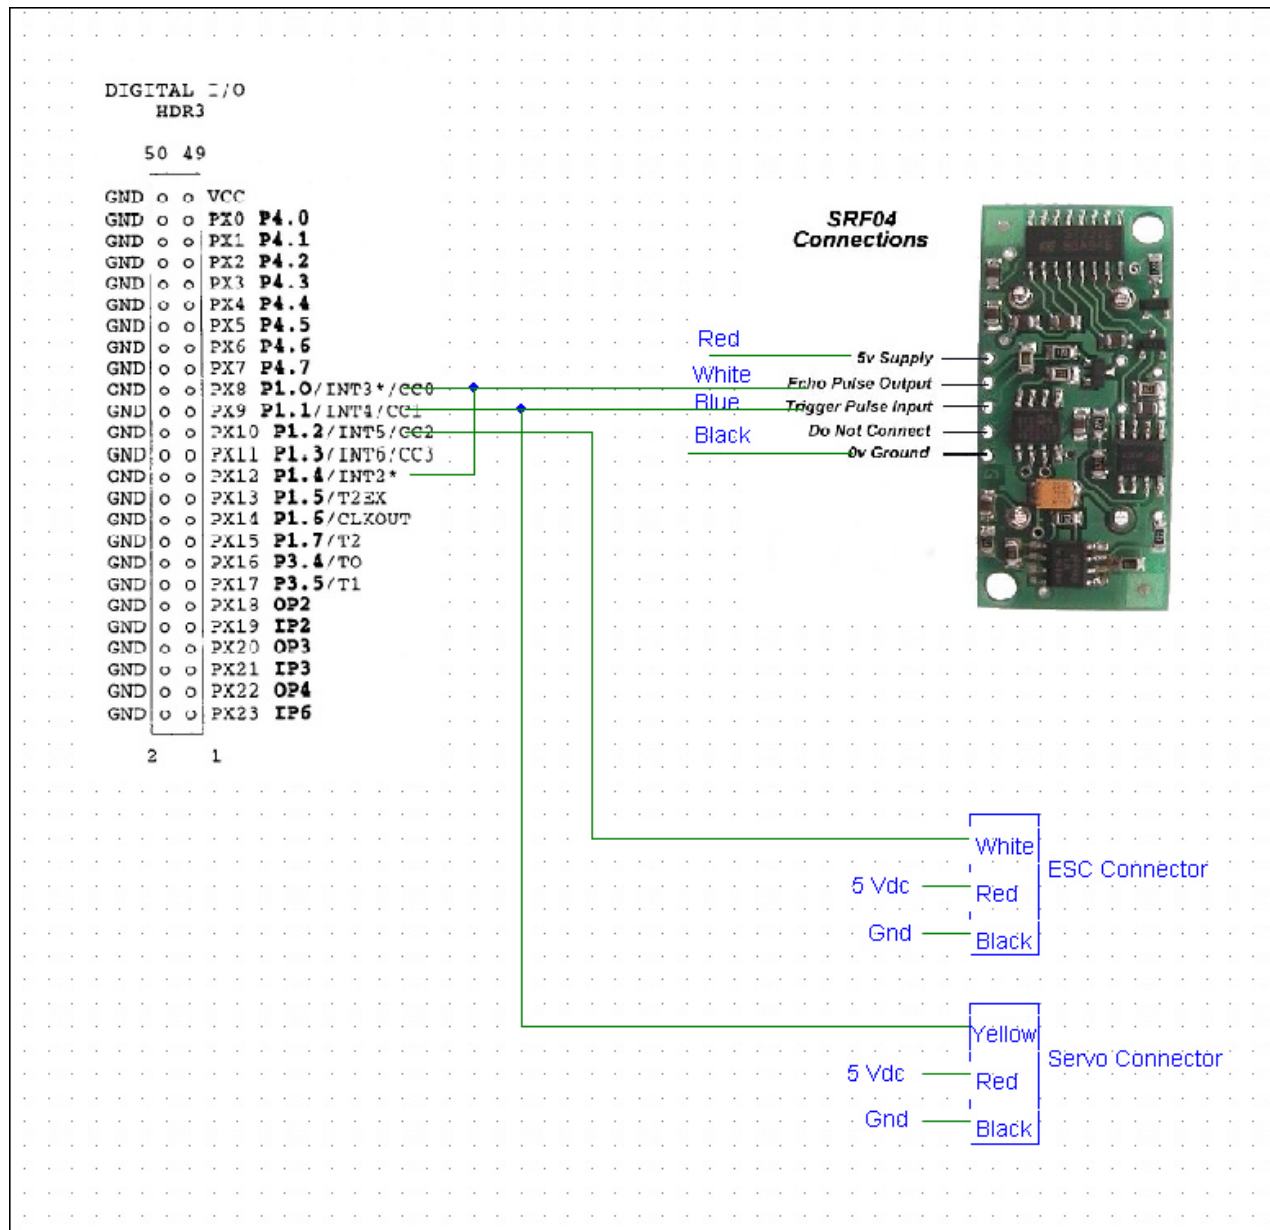 DIGITAL I/O
HDR3
50 49
GND VCC
GND PX0 P4.0
GND PX1 P4.1
GND PX2 P4.2
GND PX3 P4.3
GND PX4 P4.4
GND PX5 P4.5
GND PX6 P4.6
GND PX7 P4.7
GND PX8 P1.0/INT3*/CC0
GND PX9 P1.1/INT4/CC1
GND PX10 P1.2/INT5/CC2
GND PX11 P1.3/INT6/CC3
GND PX12 P1.4/INT2*
GND PX13 P1.5/T2EX
GND PX14 P1.6/CLKOUT
GND PX15 P1.7/T2
GND PX16 P3.4/T0
GND PX17 P3.5/T1
GND PX18 OP2
GND PX19 IP2
GND PX20 OP3
GND PX21 IP3
GND PX22 OP4
GND PX23 IP6
2 1
SRF04
Connections
Red
5v Supply
White
Echo Pulse Output
Blue
Trigger Pulse Input
Do Not Connect
Black
0v Ground
White
ESC Connector
5 Vdc
Red
Gnd
Black
Yellow
Servo Connector
5 Vdc
Red
Gnd
Black